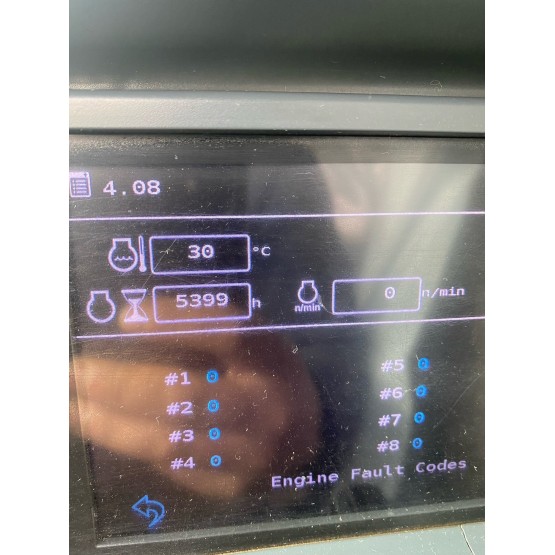 4.08
30 °C
5399 h
n/min 0 n/min
#1 0 #5 0
#2 0 #6 0
#3 0 #7 0
#4 0 #8 0
Engine Fault Codes